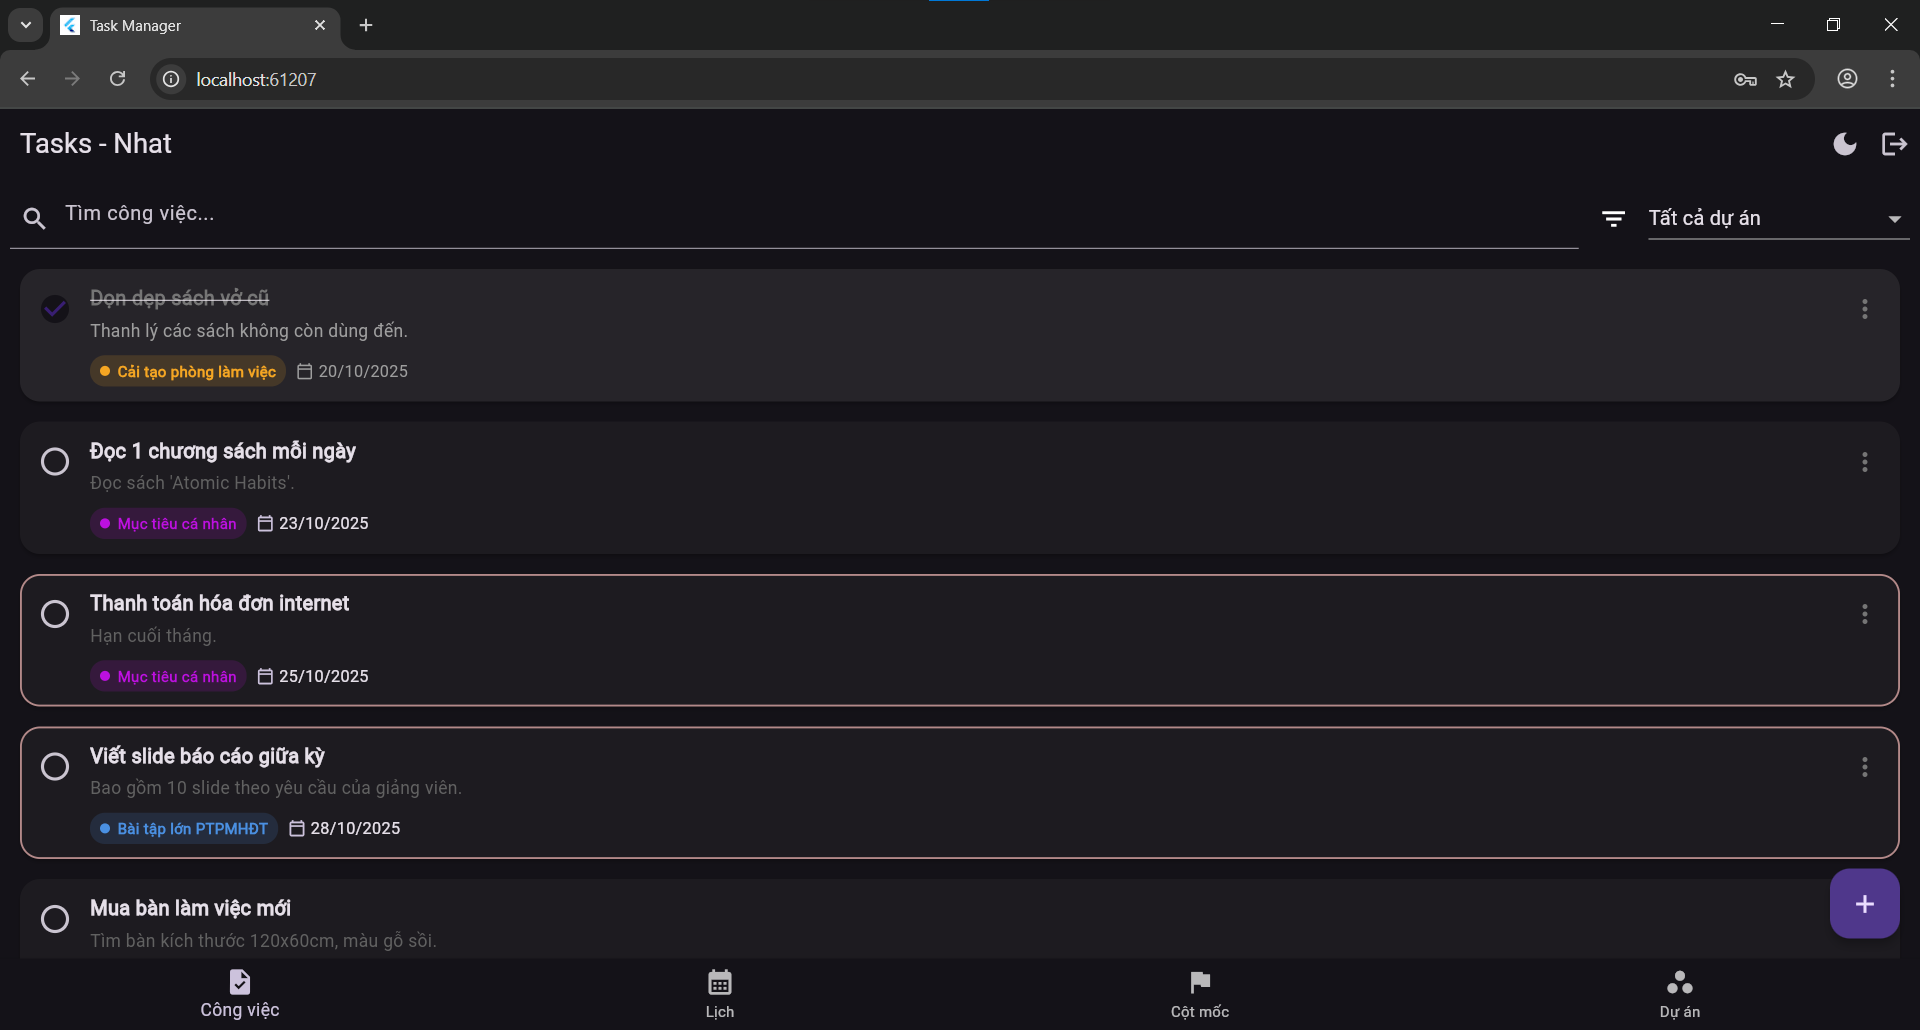 Task Manager
localhost:61207
Tasks - Nhat
Tìm công việc...
Tất cả dự án
Dọn dẹp sách vở cũ
Thanh lý các sách không còn dùng đến.
Cải tạo phòng làm việc 20/10/2025
Đọc 1 chương sách mỗi ngày
Đọc sách 'Atomic Habits'.
Mục tiêu cá nhân 23/10/2025
Thanh toán hóa đơn internet
Hạn cuối tháng.
Mục tiêu cá nhân 25/10/2025
Viết slide báo cáo giữa kỳ
Bao gồm 10 slide theo yêu cầu của giảng viên.
Bài tập lớn PTPMHĐT 28/10/2025
Mua bàn làm việc mới
Tìm bàn kích thước 120x60cm, màu gỗ sồi.
Công việc
Lịch
Cột mốc
Dự án